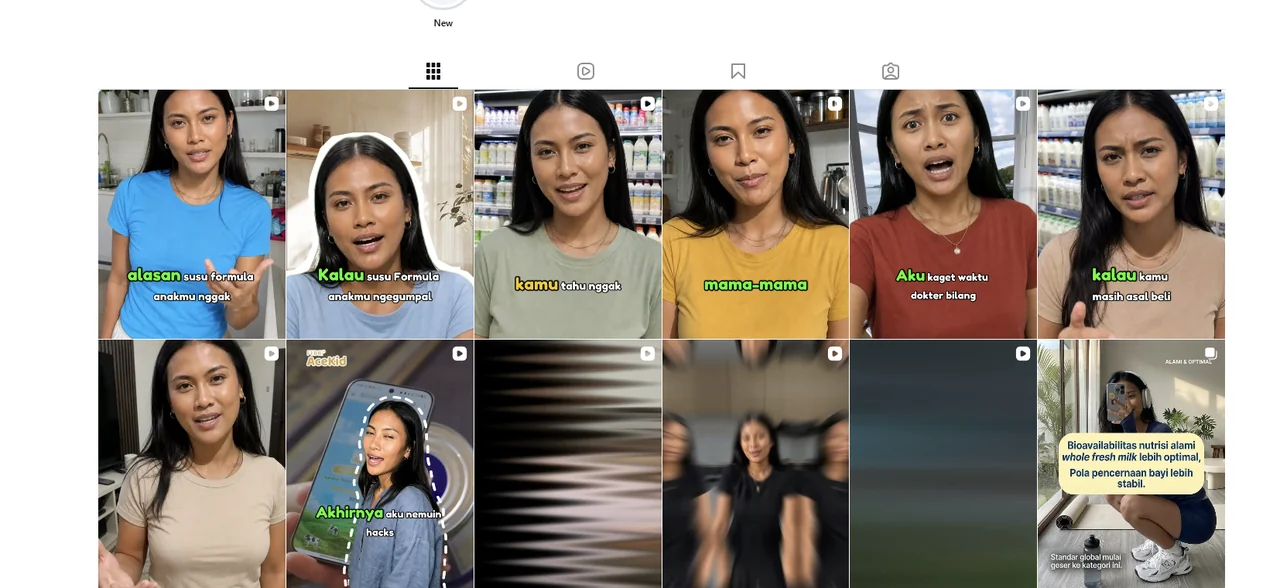 New
alasan susu formula
anakmu nggak
Kalau susu Formula
anakmu ngegumpal
kamu tahu nggak
mama-mama
Aku kaget waktu
dokter bilang
kalau kamu
masih asal beli
AceKid
Akhirnya aku nemuin
hacks
ALAMI & OPTIMAL
Bioavailabilitas nutrisi alami
whole fresh milk lebih optimal,
Pola pencernaan bayi lebih
stabil.
Standar global mulai
geser ke kategori ini.